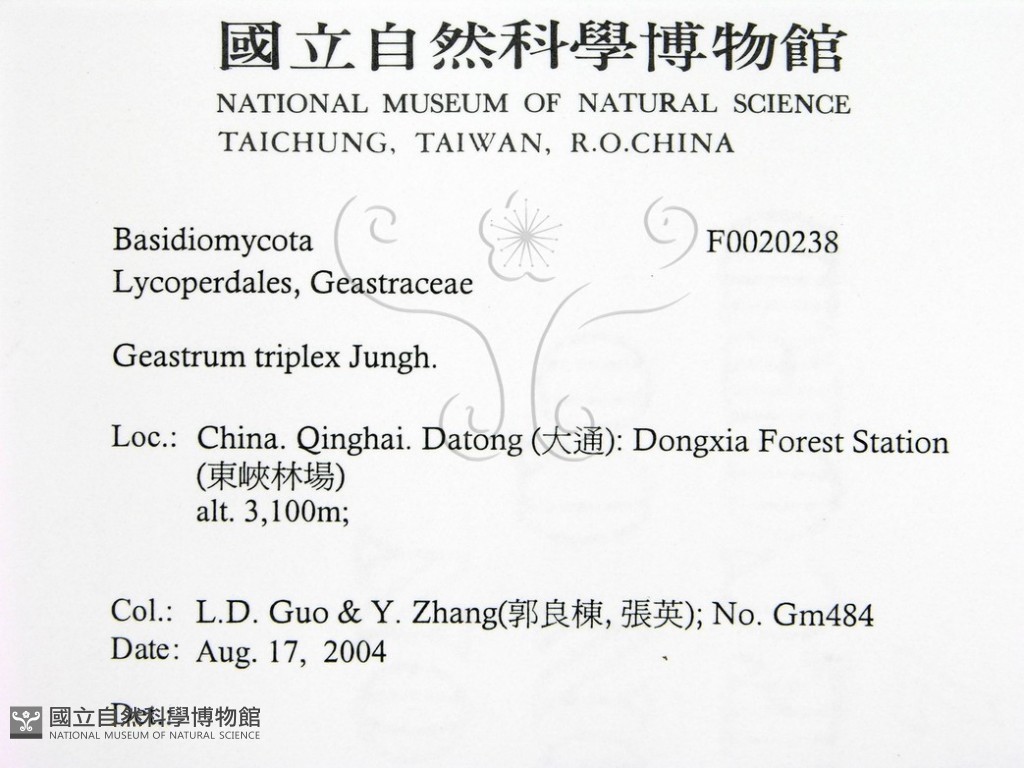 國立自然科學博物館
NATIONAL MUSEUM OF NATURAL SCIENCE
TAICHUNG, TAIWAN, R.O.CHINA
Basidiomycota F0020238
Lycoperdales, Geastraceae
Geastrum triplex Jungh.
Loc.: China. Qinghai. Datong (大通): Dongxia Forest Station
(東峽林場)
alt. 3,100m;
Col.: L.D. Guo & Y. Zhang(郭良棟, 張英); No. Gm484
Date: Aug. 17, 2004
Det.:
國立自然科學博物館
NATIONAL MUSEUM OF NATURAL SCIENCE